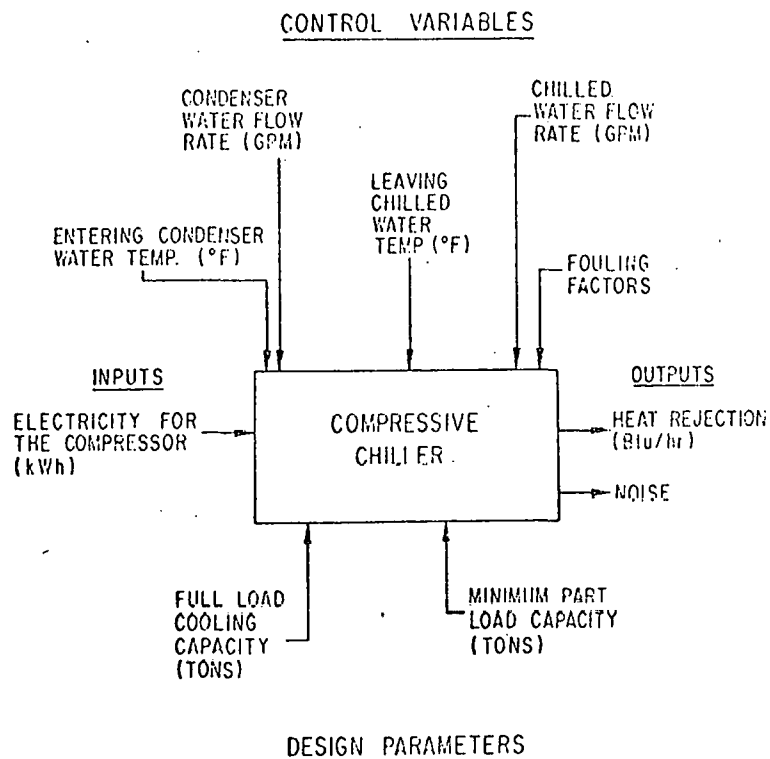 CONTROL VARIABLES
CONDENSER
WATER FLOW
RATE (GPM)
CHILLED
WATER FLOW
RATE (GPM)
LEAVING
CHILLED
WATER
TEMP (°F)
ENTERING CONDENSER
WATER TEMP. (°F)
FOULING
FACTORS
INPUTS
OUTPUTS
ELECTRICITY FOR
THE COMPRESSOR
(kWh)
COMPRESSIVE
CHILLER
HEAT REJECTION
(Btu/hr)
NOISE
FULL LOAD
COOLING
CAPACITY
(TONS)
MINIMUM PART
LOAD CAPACITY
(TONS)
DESIGN PARAMETERS